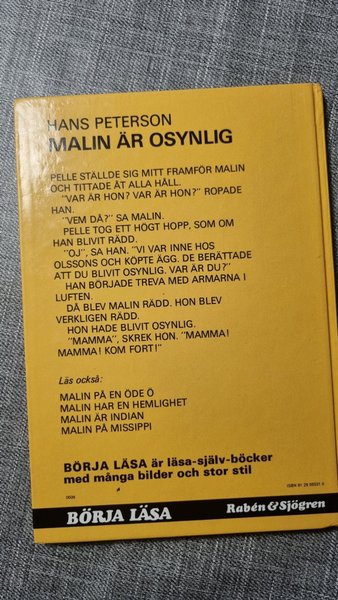 HANS PETERSON
MALIN ÄR OSYNLIG
PELLE STÄLLDE SIG MITT FRAMFÖR MALIN
OCH TITTADE ÅT ALLA HÅLL.
"VAR ÄR HON? VAR ÄR HON?" ROPADE
HAN.
"VEM DÅ?" SA MALIN.
PELLE TOG ETT HÖGT HOPP, SOM OM
HAN BLIVIT RÄDD.
"OJ", SA HAN. "VI VAR INNE HOS
OLSSONS OCH KÖPTE ÄGG. DE BERÄTTADE
ATT DU BLIVIT OSYNLIG. VAR ÄR DU?"
HAN BÖRJADE TREVA MED ARMARNA I
LUFTEN.
DÅ BLEV MALIN RÄDD. HON BLEV
VERKLIGEN RÄDD.
HON HADE BLIVIT OSYNLIG.
"MAMMA", SKREK HON. "MAMMA!
MAMMA! KOM FORT!"
Läs också:
MALIN PÅ EN ÖDE Ö
MALIN HAR EN HEMLIGHET
MALIN ÄR INDIAN
MALIN PÅ MISSIPPI
BÖRJA LÄSA är läsa-själv-böcker
med många bilder och stor stil
ISBN 91 29
BÖRJA LÄSA
Rabén & Sjögren